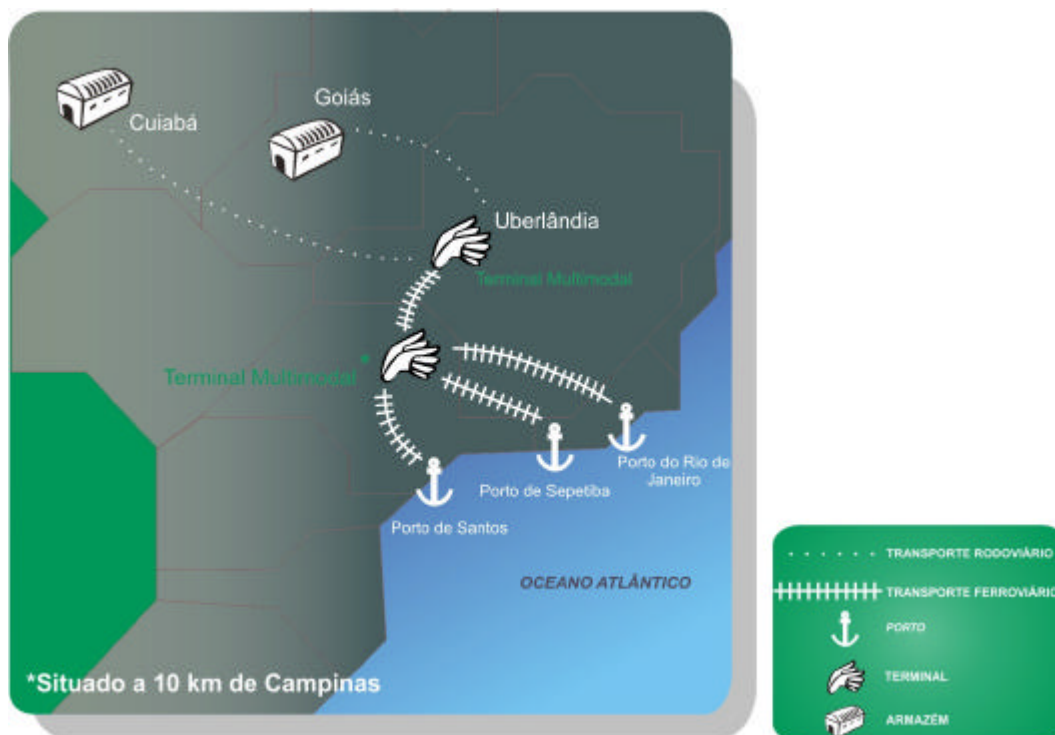 Goiás
Cuiabá
Uberlândia
Terminal Multimodal
*
Terminal Multimodal
Porto do Rio de
Janeiro
Porto de Sepetiba
Porto de Santos
OCEANO ATLÂNTICO
*Situado a 10 km de Campinas
TRANSPORTE RODOVIÁRIO
TRANSPORTE FERROVIÁRIO
PORTO
TERMINAL
ARMAZÉM